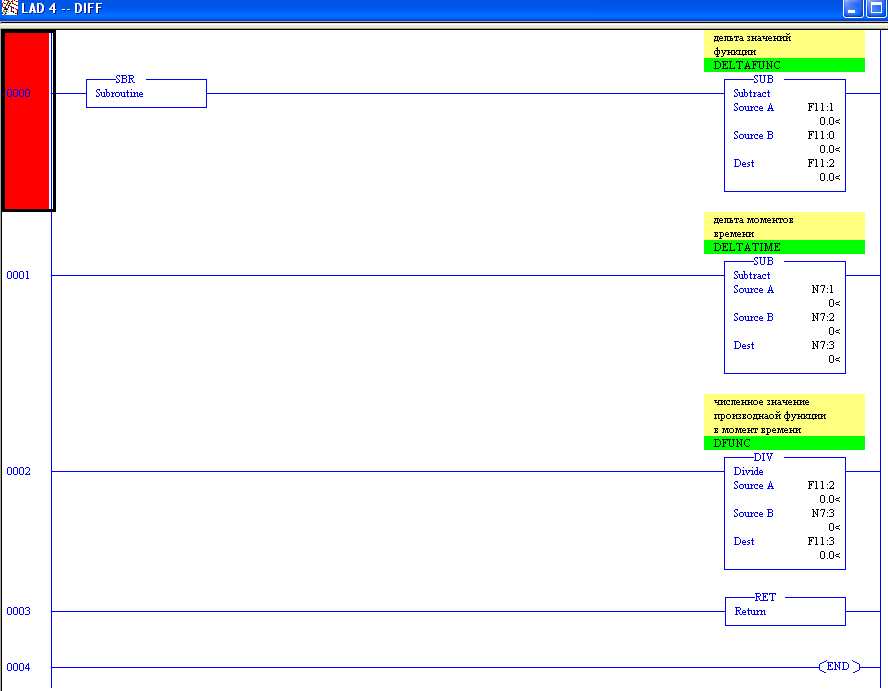 LAD 4 -- DIFF
дельта значений
функции
DELTAFUNC
0000
SBR
Subroutine
SUB
Subtract
Source A F11:1
0.0<
Source B F11:0
0.0<
Dest F11:2
0.0<
дельта моментов
времени
DELTATIME
0001
SUB
Subtract
Source A N7:1
0<
Source B N7:2
0<
Dest N7:3
0<
численное значение
производнаой функции
в момент времени
DFUNC
0002
DIV
Divide
Source A F11:2
0.0<
Source B N7:3
0<
Dest F11:3
0.0<
0003
RET
Return
0004
END